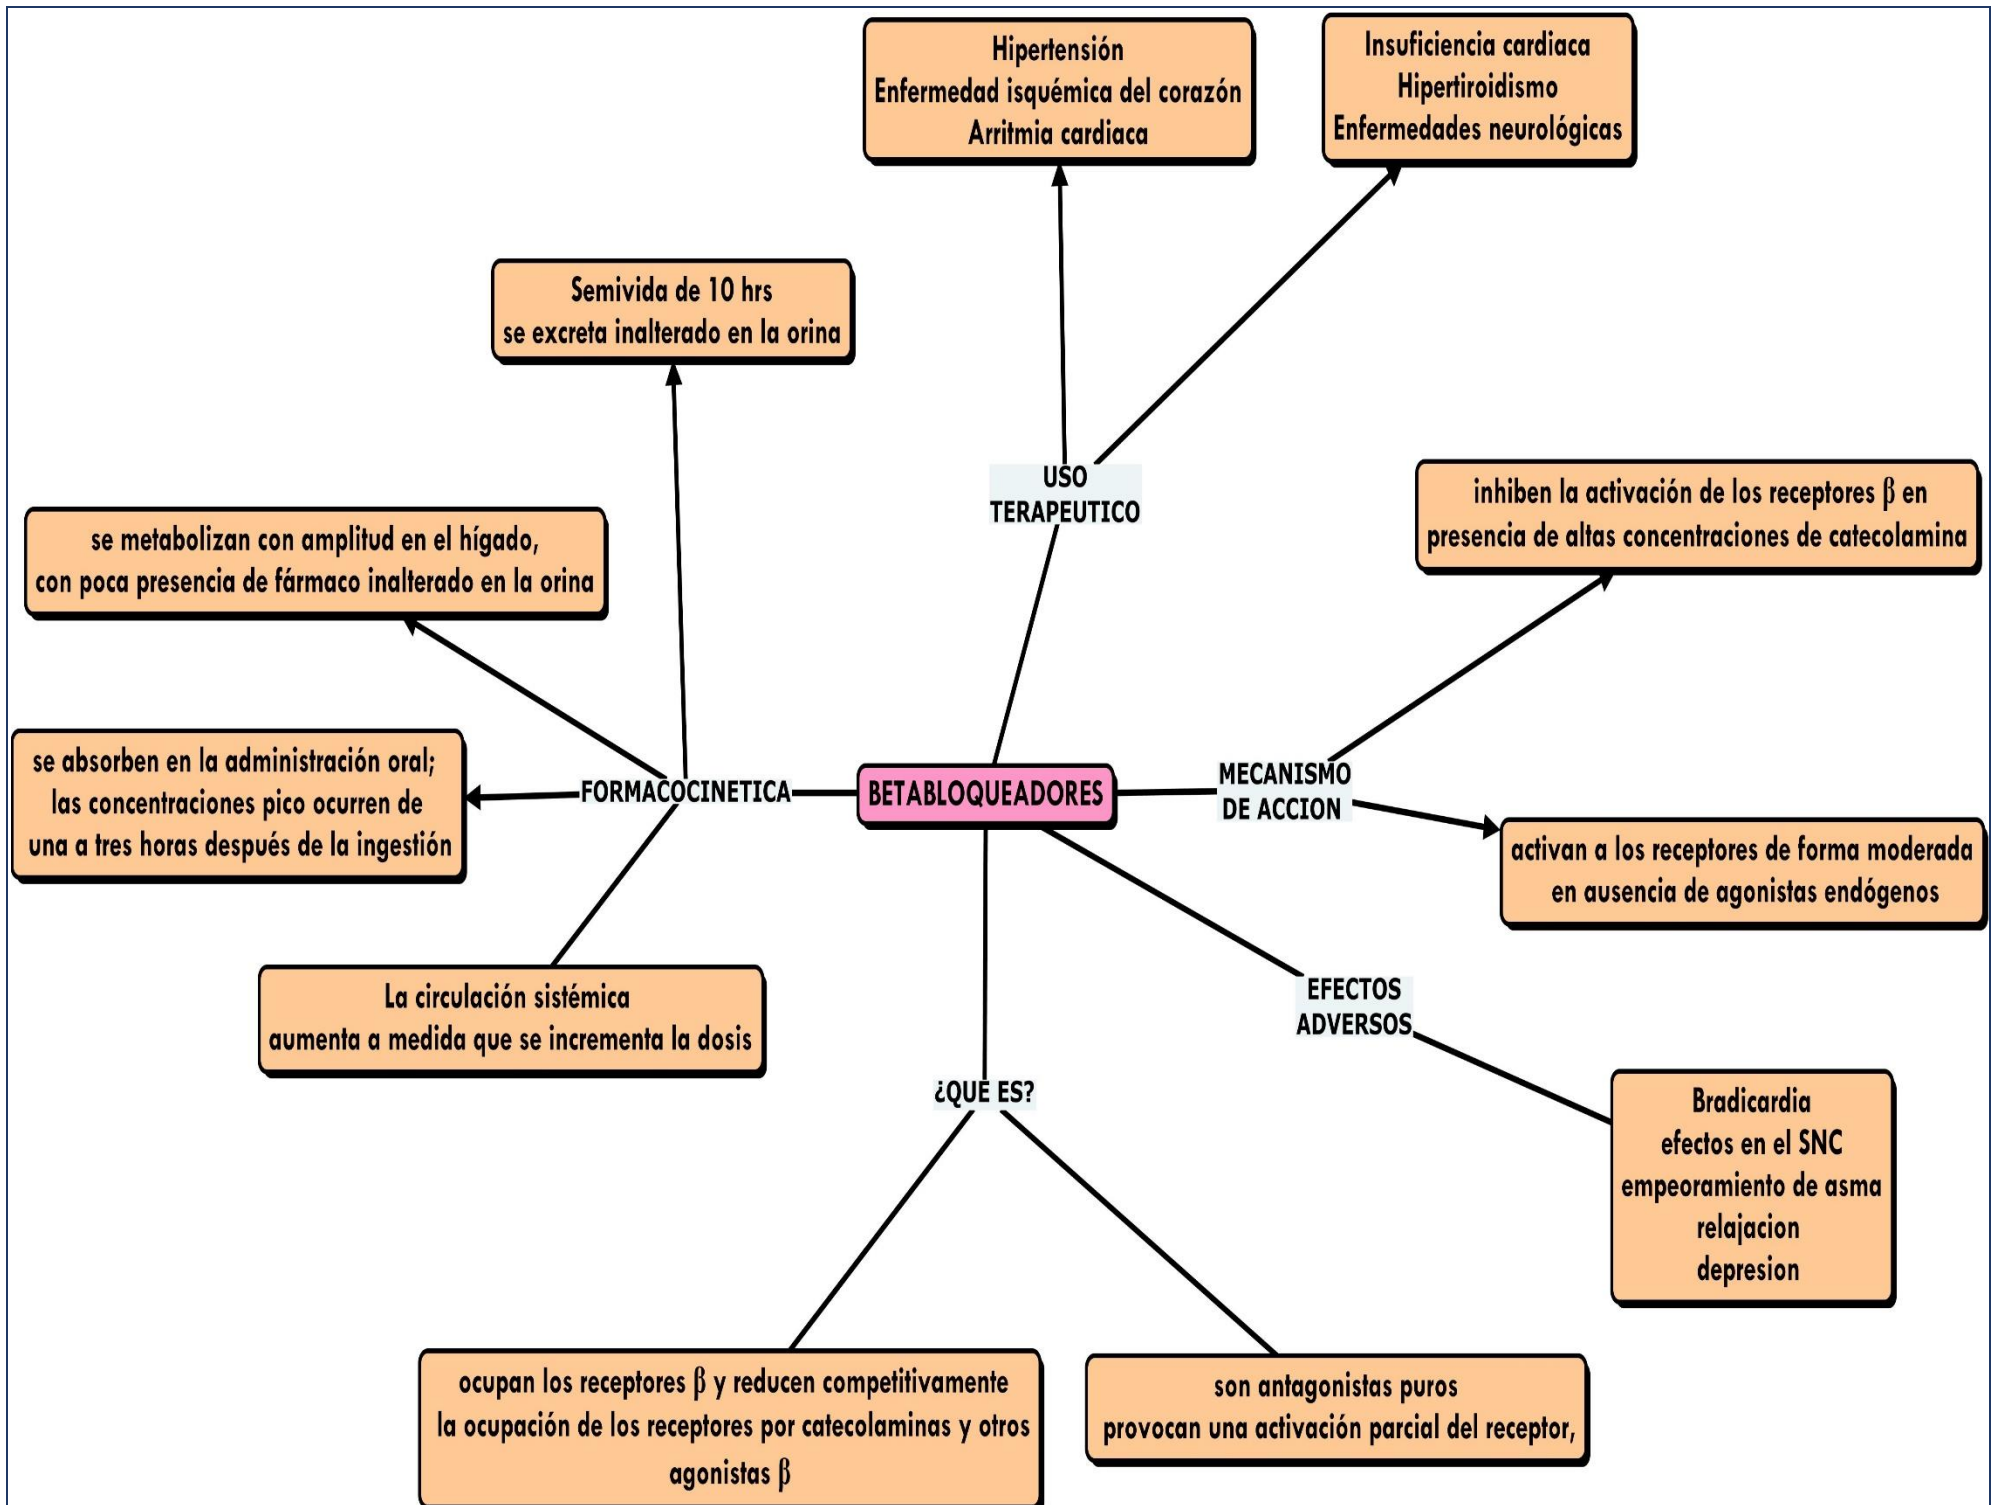 Hipertensión
Enfermedad isquémica del corazón
Arritmia cardiaca
Insuficiencia cardiaca
Hipertiroidismo
Enfermedades neurológicas
Semivida de 10 hrs
se excreta inalterado en la orina
USO
TERAPEUTICO
inhiben la activación de los receptores β en
presencia de altas concentraciones de catecolamina
se metabolizan con amplitud en el hígado,
con poca presencia de fármaco inalterado en la orina
se absorben en la administración oral;
las concentraciones pico ocurren de
una a tres horas después de la ingestión
FORMACOCINETICA
BETABLOQUEADORES
MECANISMO
DE ACCION
activan a los receptores de forma moderada
en ausencia de agonistas endógenos
La circulación sistémica
aumenta a medida que se incrementa la dosis
EFECTOS
ADVERSOS
¿QUE ES?
Bradicardia
efectos en el SNC
empeoramiento de asma
relajacion
depresion
ocupan los receptores β y reducen competitivamente
la ocupación de los receptores por catecolaminas y otros
agonistas β
son antagonistas puros
provocan una activación parcial del receptor,